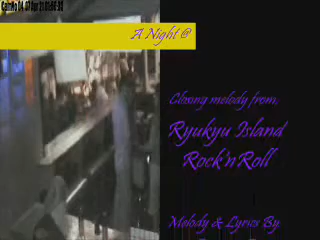 A Night @
Closing melody from,
Ryukyu Island
Rock'n Roll
Melody & Lyrics By